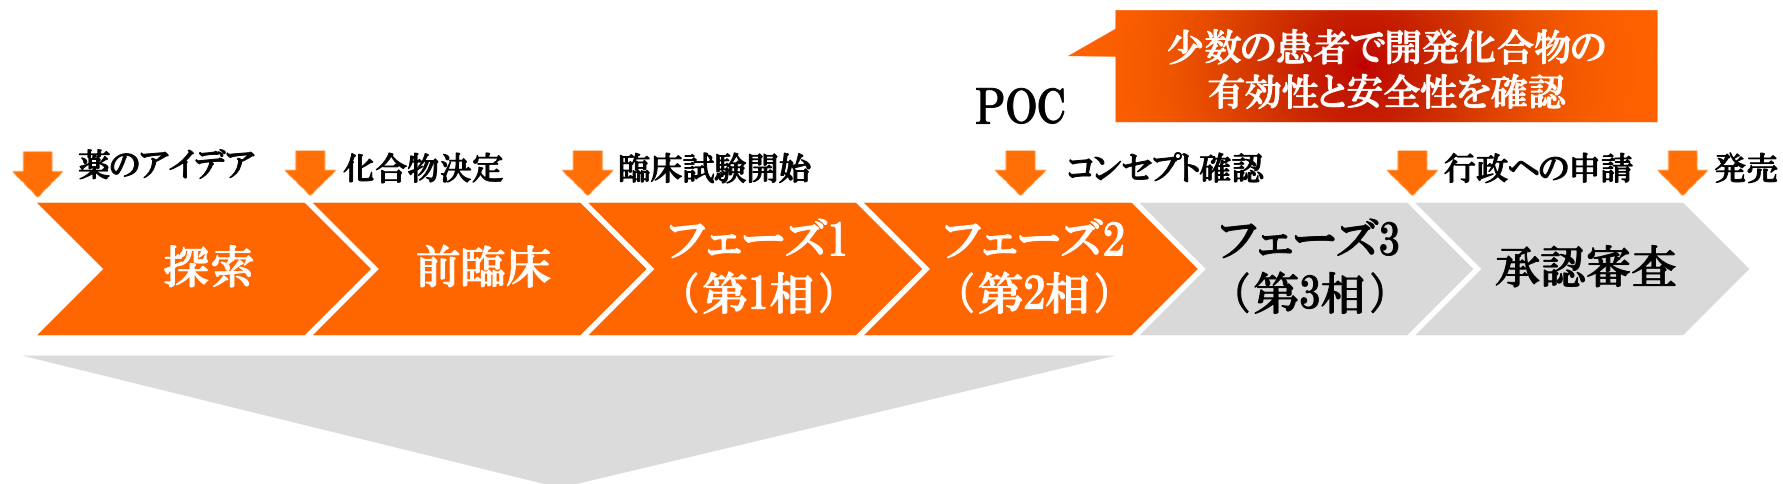 少数の患者で開発化合物の
有効性と安全性を確認
POC
薬のアイデア
化合物決定
臨床試験開始
コンセプト確認
行政への申請
発売
探索
前臨床
フェーズ1
（第1相）
フェーズ2
（第2相）
フェーズ3
（第3相）
承認審査